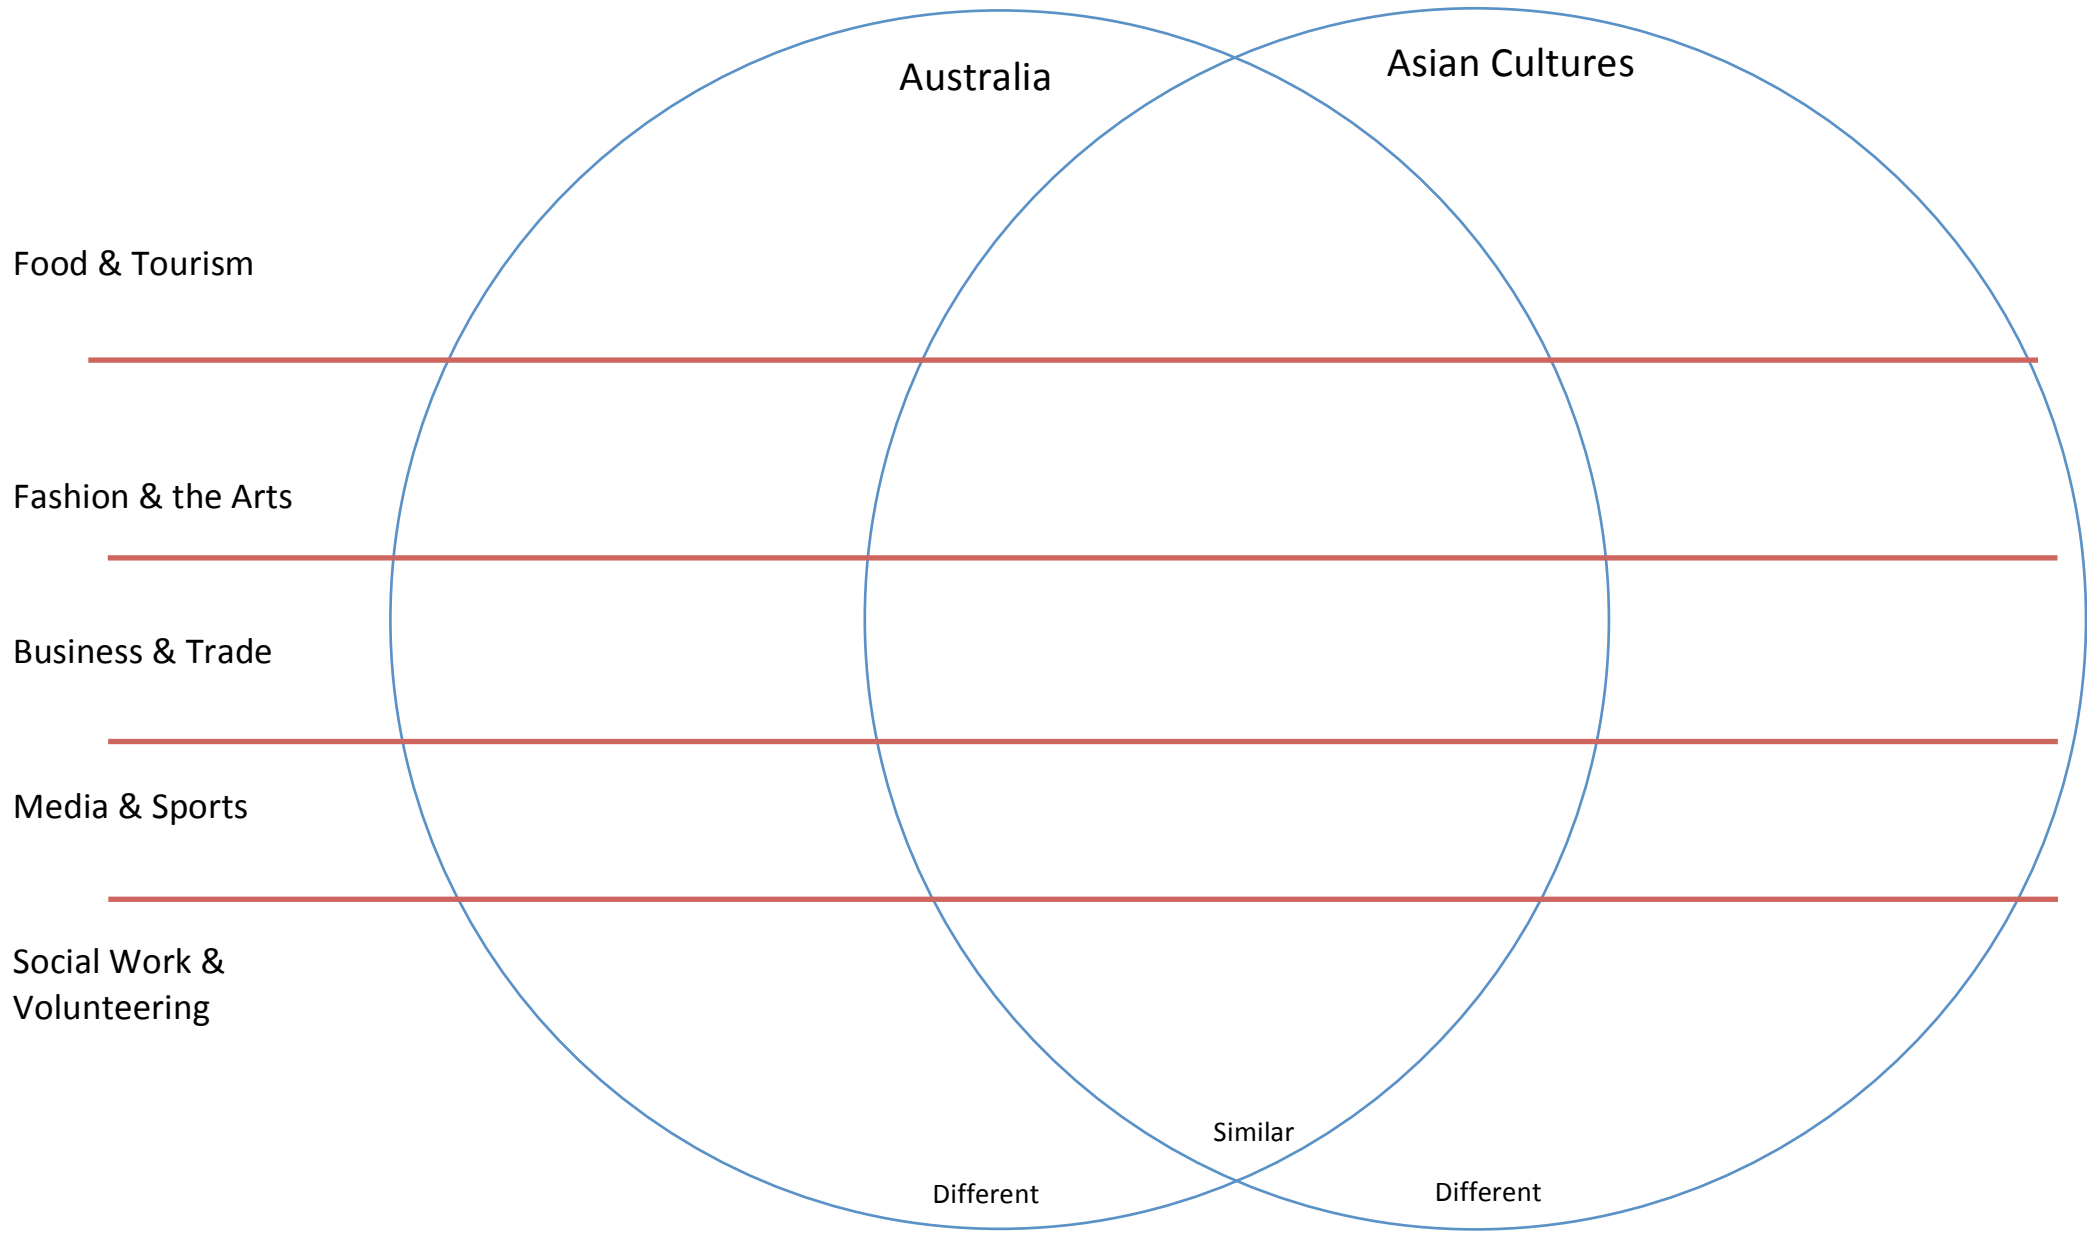 Australia
Asian Cultures
Food & Tourism
Fashion & the Arts
Business & Trade
Media & Sports
Social Work &
Volunteering
Similar
Different
Different